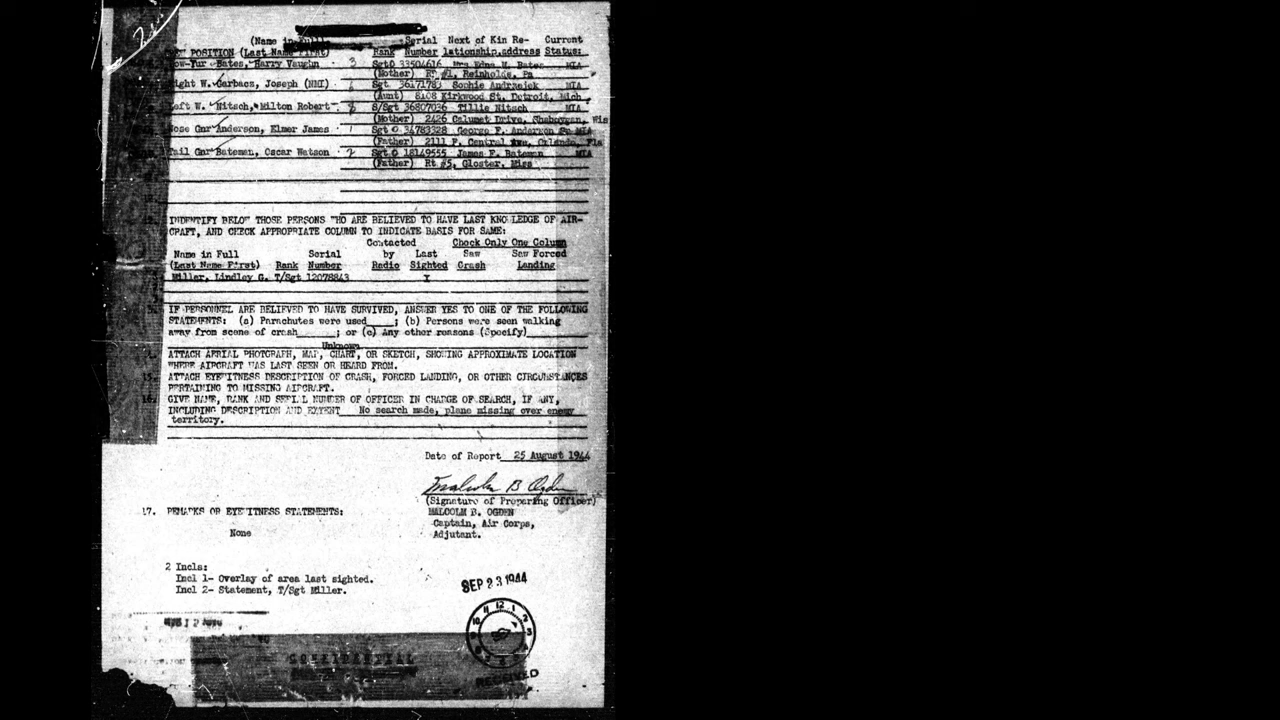 (Name in Full Serial Next of Kin Re- Current
POSITION (Last Name First) Rank Number lationship,address Status:
Bates, Harry Vaughn 3 Sgt 33504616 Mrs Edna M. Bates MIA
(Mother) R #1, Reinholds, Pa
Right W. Garbacz, Joseph (NMI) Sgt 36171783 Sophie
(Aunt) 8108 Kirkwood St. Detroit, Mich
Left W. Nitsch, Milton Robert S/Sgt 36807036 Tillie Nitsch MIA
(Mother) 2426 Calumet Drive, Sheboygan, Wis
Nose Gnr Anderson, Elmer James 1 Sgt 34783328 George F. Anderson MIA
(Father) 2111 Central Ave. Orlando, Fla
Tail Gnr Bateman, Oscar Watson 2 Sgt 18149555 James F. Bateman MIA
(Father) Rt #5, Gloster, Miss
INDENTIFY BELOW THOSE PERSONS WHO ARE BELIEVED TO HAVE LAST KNOWLEDGE OF AIR-
CRAFT, AND CHECK APPROPRIATE COLUMN TO INDICATE BASIS FOR SAME:
Contacted Check Only One Column
Name in Full Serial by Last Saw Saw Forced
(Last Name First) Rank Number Radio Sighted Crash Landing
Miller, Lindley G. T/Sgt 12078843 X
IF PERSONNEL ARE BELIEVED TO HAVE SURVIVED, ANSWER YES TO ONE OF THE FOLLOWING
STATEMENTS: (a) Parachutes were used ; (b) Persons were seen walking
away from scene of crash ; or (c) Any other reasons (Specify)
Unknown
ATTACH AERIAL PHOTGRAPH, MAP, CHART, OR SKETCH, SHOWING APPROXIMATE LOCATION
WHERE AIRCRAFT WAS LAST SEEN OR HEARD FROM.
15. ATTACH EYEWITNESS DESCRIPTION OF CRASH, FORCED LANDING, OR OTHER CIRCUMSTANCES
PERTAINING TO MISSING AIRCRAFT.
16. GIVE NAME, RANK AND SERIAL NUMBER OF OFFICER IN CHARGE OF SEARCH, IF ANY,
INCLUDING DESCRIPTION AND EXTENT No search made, plane missing over enemy
territory.
Date of Report 25 August 1944
Malcolm B Ogden
(Signature of Preparing Officer)
17. REMARKS OR EYEWITNESS STATEMENTS: MALCOLM B. OGDEN
Captain, Air Corps,
None Adjutant.
2 Incls:
Incl 1- Overlay of area last sighted.
Incl 2- Statement, T/Sgt Miller.
SEP 23 1944
CONFIDENTIAL